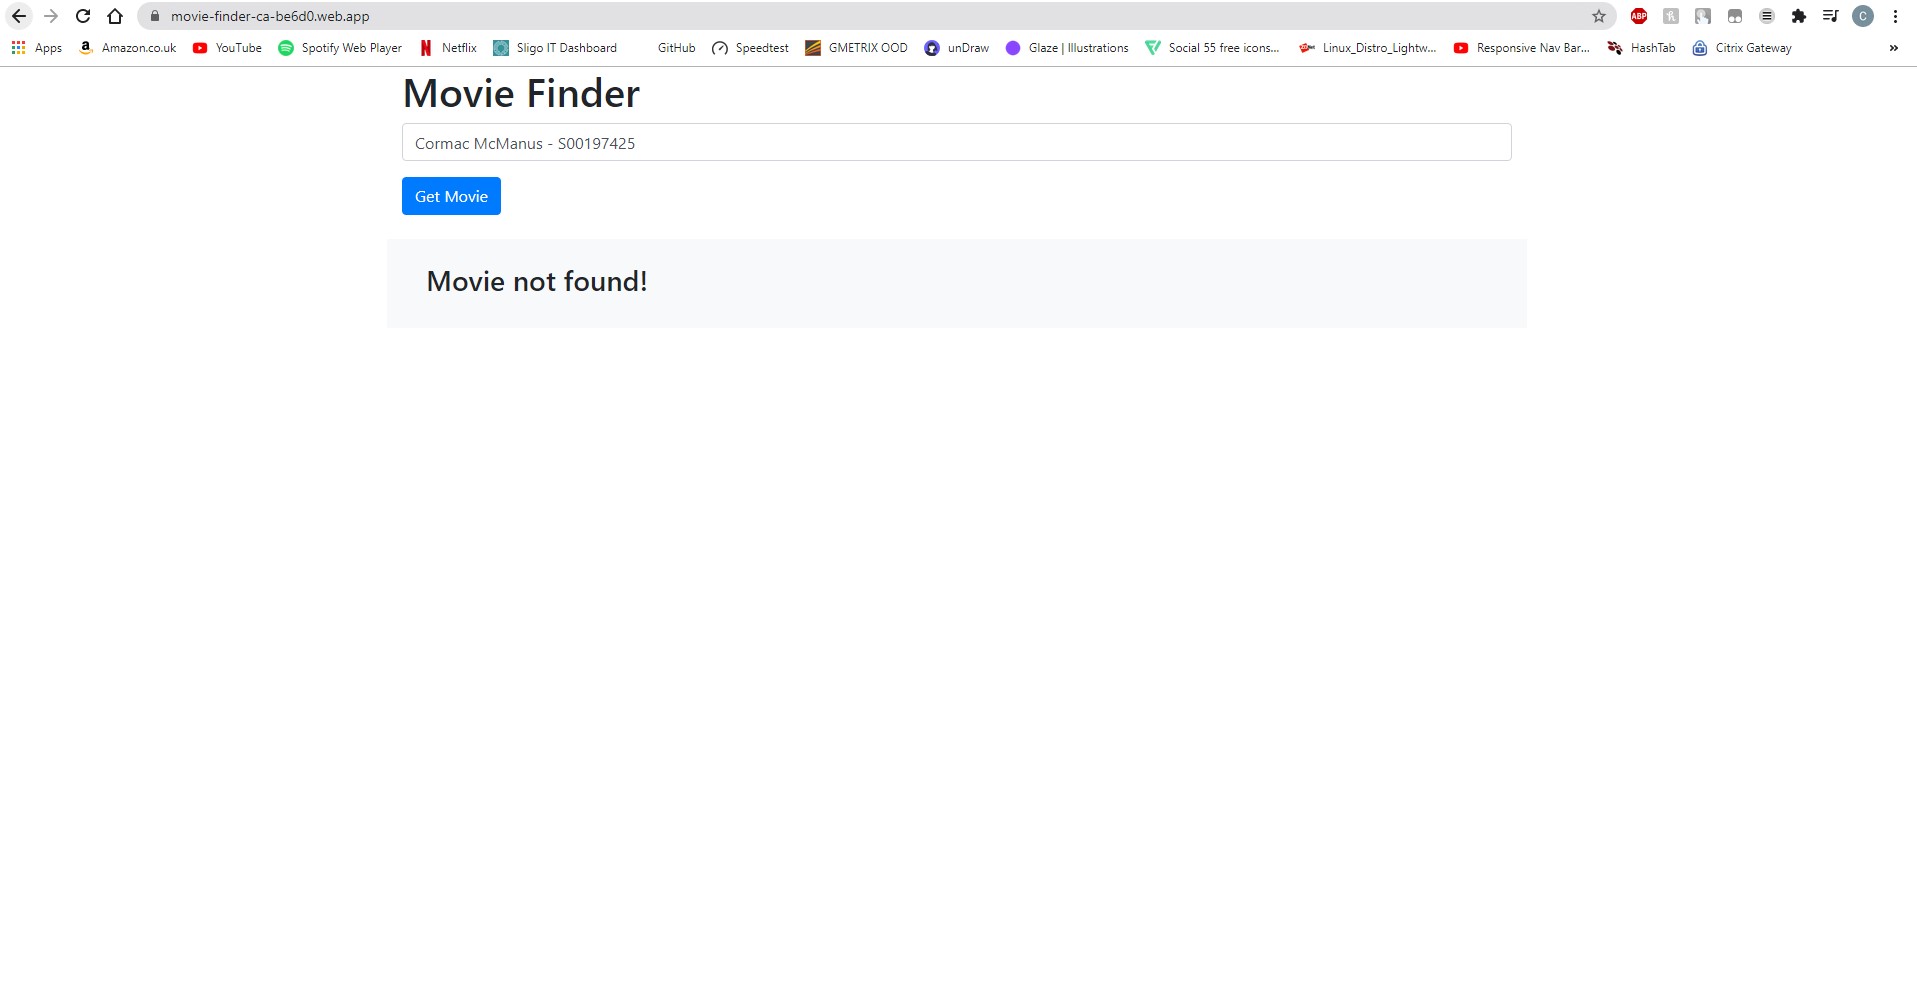 movie-finder-ca-be6d0.web.app
ABP
C
Apps
a Amazon.co.uk
YouTube
Spotify Web Player
N Netflix
Sligo IT Dashboard
GitHub
Speedtest
GMETRIX OOD
unDraw
Glaze | Illustrations
Social 55 free icons...
Linux_Distro_Lightw...
Responsive Nav Bar...
HashTab
Citrix Gateway
»
Movie Finder
Cormac McManus - S00197425
Get Movie
Movie not found!